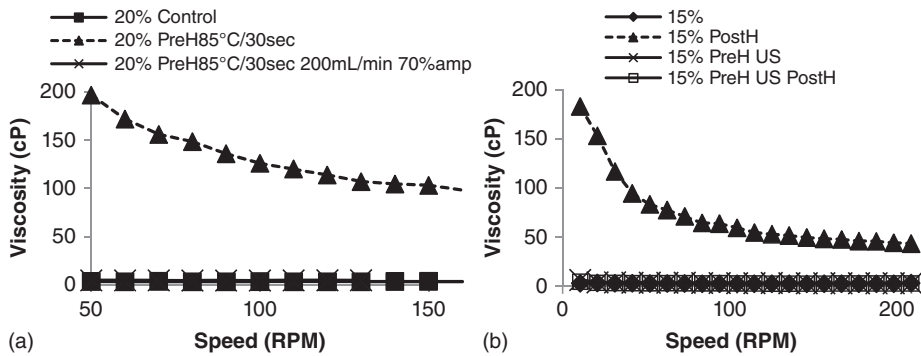 20% Control
20% PreH85°C/30sec
20% PreH85°C/30sec 200mL/min 70%amp
200
150
100
50
0
Viscosity (cP)
50
100
150
Speed (RPM)
(a)
15%
15% PostH
15% PreH US
15% PreH US PostH
200
150
100
50
0
Viscosity (cP)
0
100
200
Speed (RPM)
(b)